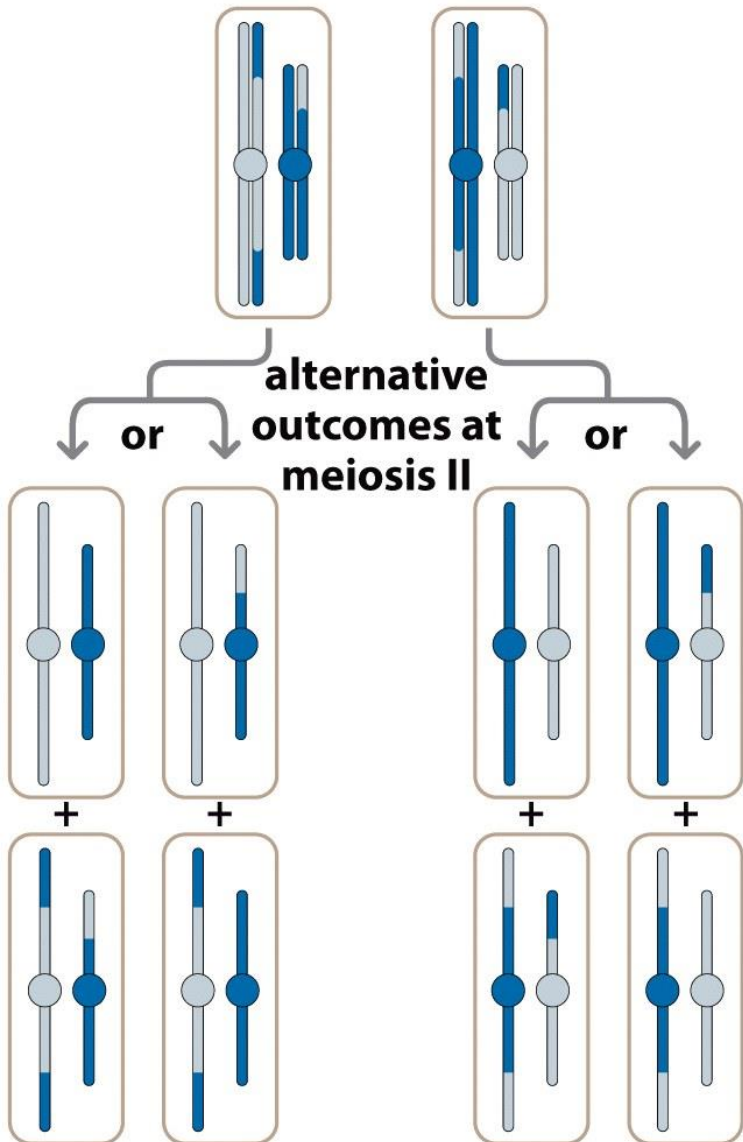 alternative
or outcomes at or
meiosis II
+ + + +